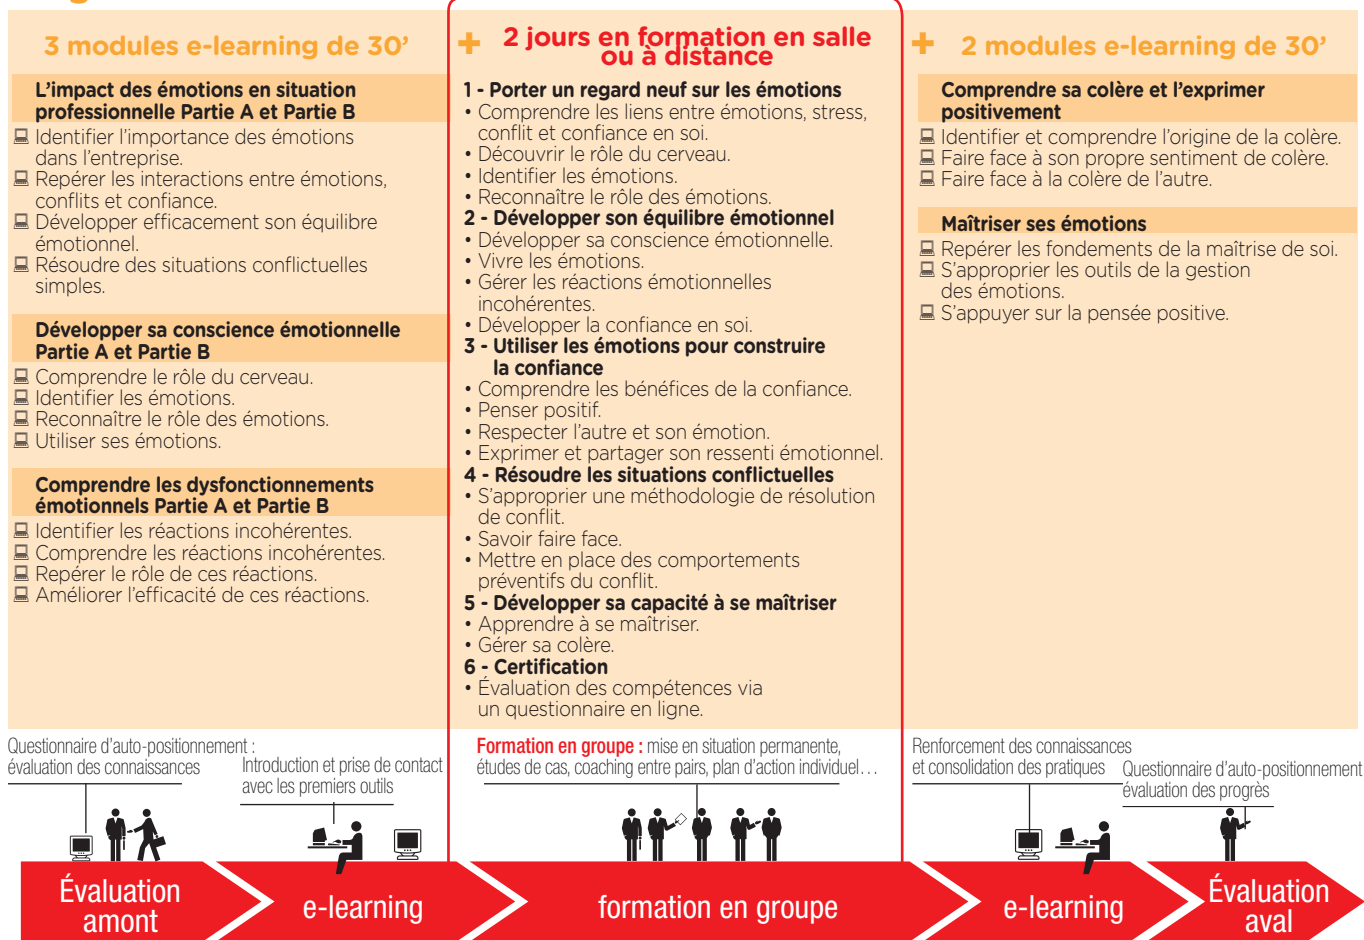 3 modules e-learning de 30’
L’impact des émotions en situation
professionnelle Partie A et Partie B
Identifier l’importance des émotions
dans l’entreprise.
Repérer les interactions entre émotions,
conflits et confiance.
Développer efficacement son équilibre
émotionnel.
Résoudre des situations conflictuelles
simples.
Développer sa conscience émotionnelle
Partie A et Partie B
Comprendre le rôle du cerveau.
Identifier les émotions.
Reconnaître le rôle des émotions.
Utiliser ses émotions.
Comprendre les dysfonctionnements
émotionnels Partie A et Partie B
Identifier les réactions incohérentes.
Comprendre les réactions incohérentes.
Repérer le rôle de ces réactions.
Améliorer l’efficacité de ces réactions.
+ 2 jours en formation en salle
ou à distance
1 - Porter un regard neuf sur les émotions
• Comprendre les liens entre émotions, stress,
conflit et confiance en soi.
• Découvrir le rôle du cerveau.
• Identifier les émotions.
• Reconnaître le rôle des émotions.
2 - Développer son équilibre émotionnel
• Développer sa conscience émotionnelle.
• Vivre les émotions.
• Gérer les réactions émotionnelles
incohérentes.
• Développer la confiance en soi.
3 - Utiliser les émotions pour construire
la confiance
• Comprendre les bénéfices de la confiance.
• Penser positif.
• Respecter l’autre et son émotion.
• Exprimer et partager son ressenti émotionnel.
4 - Résoudre les situations conflictuelles
• S’approprier une méthodologie de résolution
de conflit.
• Savoir faire face.
• Mettre en place des comportements
préventifs du conflit.
5 - Développer sa capacité à se maîtriser
• Apprendre à se maîtriser.
• Gérer sa colère.
6 - Certification
• Évaluation des compétences via
un questionnaire en ligne.
+ 2 modules e-learning de 30’
Comprendre sa colère et l’exprimer
positivement
Identifier et comprendre l’origine de la colère.
Faire face à son propre sentiment de colère.
Faire face à la colère de l’autre.
Maîtriser ses émotions
Repérer les fondements de la maîtrise de soi.
S’approprier les outils de la gestion
des émotions.
S’appuyer sur la pensée positive.
Questionnaire d’auto-positionnement :
évaluation des connaissances
Introduction et prise de contact
avec les premiers outils
Formation en groupe : mise en situation permanente,
études de cas, coaching entre pairs, plan d’action individuel…
Renforcement des connaissances
et consolidation des pratiques
Questionnaire d’auto-positionnement
évaluation des progrès
Évaluation
amont
e-learning
formation en groupe
e-learning
Évaluation
aval